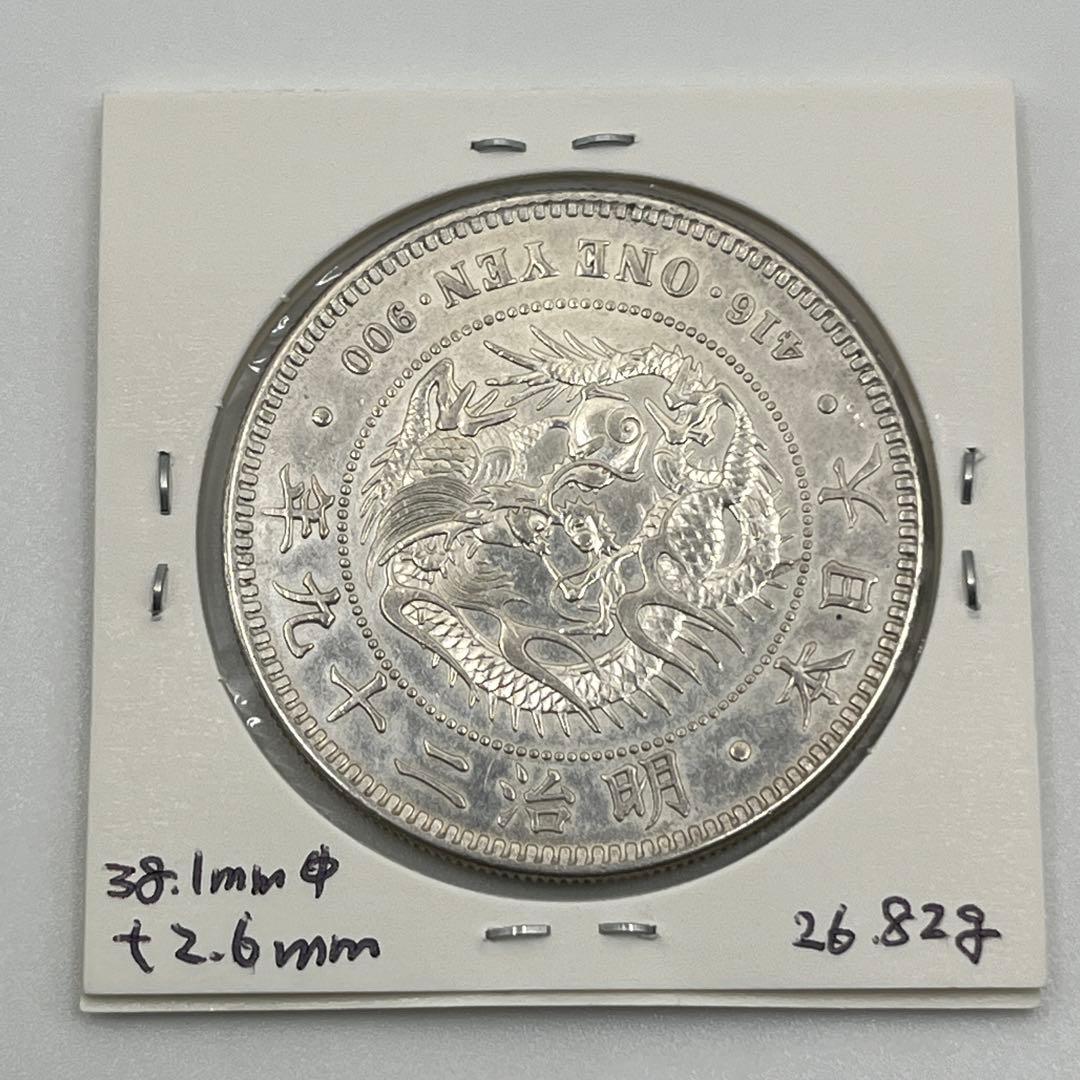 大日本・明治二十九年
416・ONE YEN・900
38.1mmφ
t2.6mm
26.82g